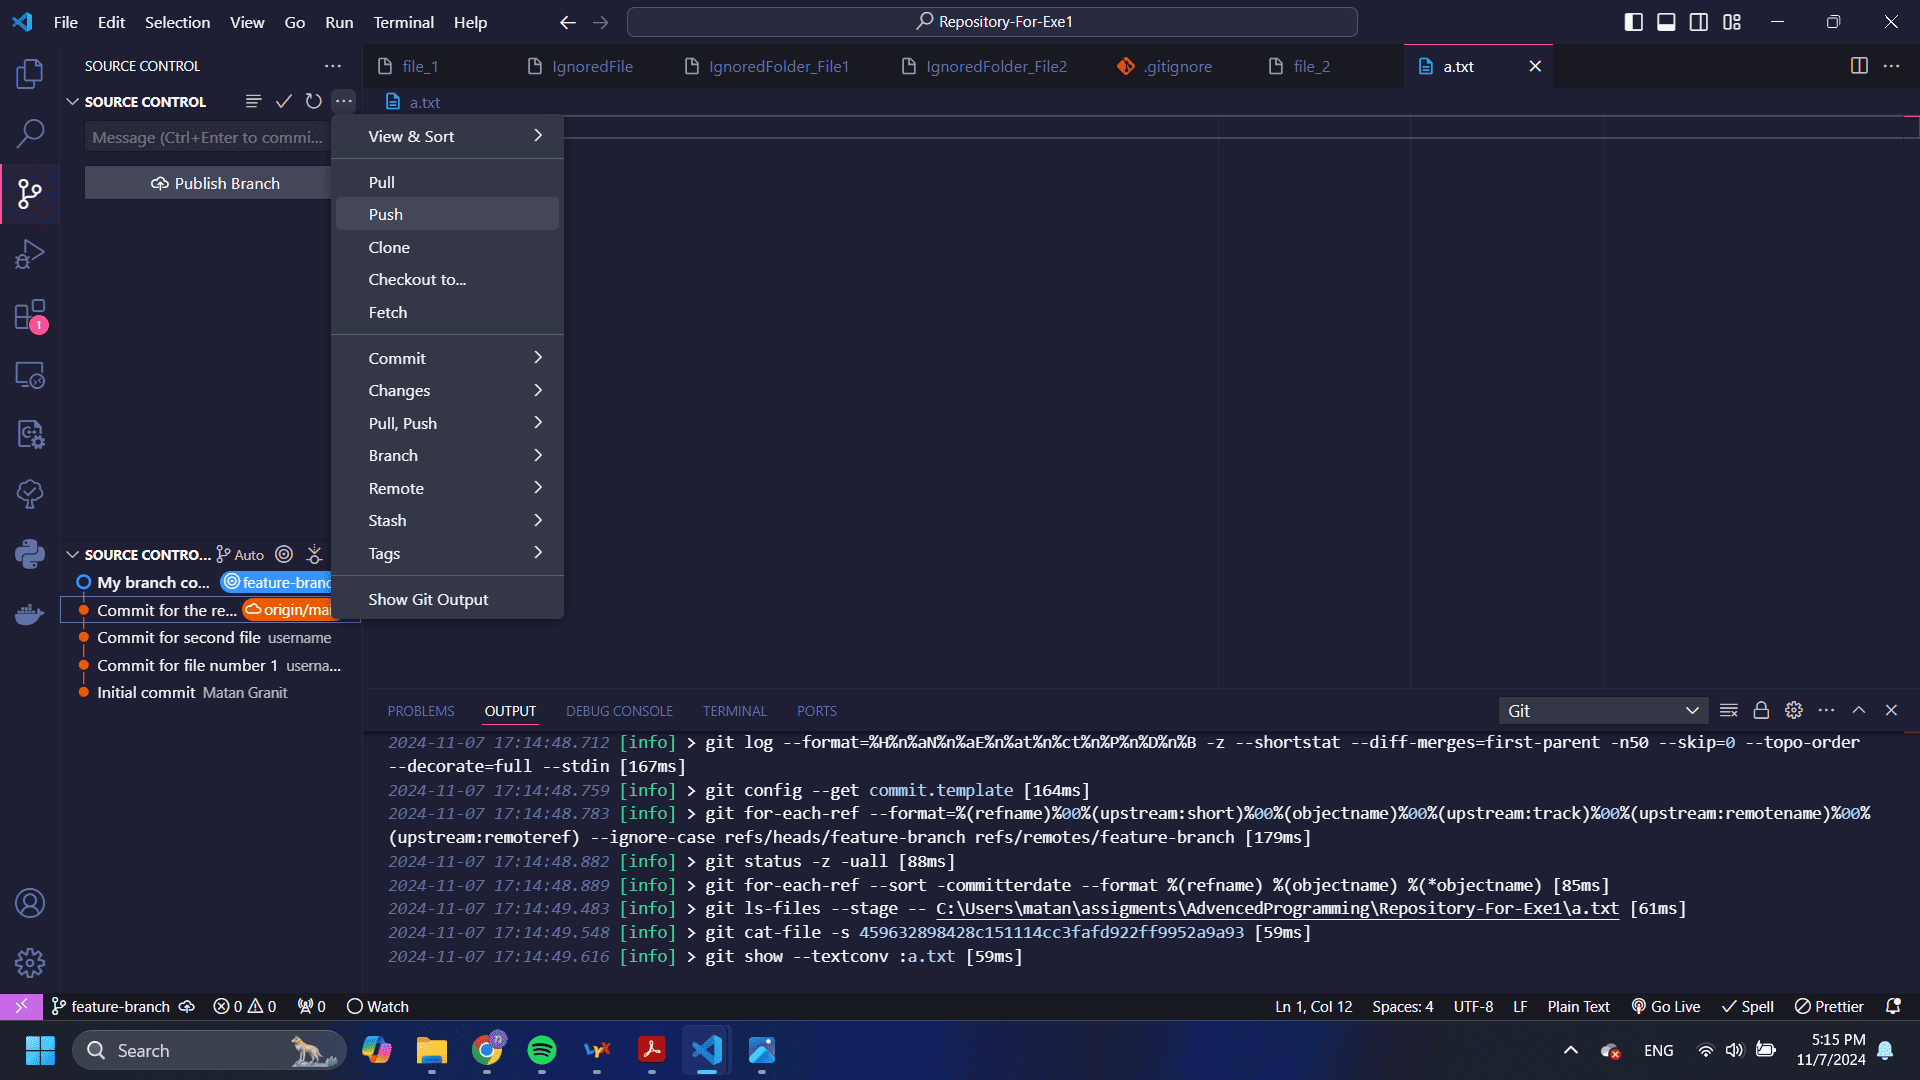 File Edit Selection View Go Run Terminal Help
Repository-For-Exe1
SOURCE CONTROL
file_1
IgnoredFile
IgnoredFolder_File1
IgnoredFolder_File2
.gitignore
file_2
a.txt
SOURCE CONTROL
a.txt
Message (Ctrl+Enter to commi...
Publish Branch
View & Sort
Pull
Push
Clone
Checkout to...
Fetch
Commit
Changes
Pull, Push
Branch
Remote
Stash
Tags
Show Git Output
1
SOURCE CONTRO... Auto
My branch co... feature-branc
Commit for the re... origin/mai
Commit for second file username
Commit for file number 1 userna...
Initial commit Matan Granit
PROBLEMS OUTPUT DEBUG CONSOLE TERMINAL PORTS
Git
2024-11-07 17:14:48.712 [info] > git log --format=%H%n%aN%n%aE%n%at%n%ct%n%P%n%D%n%B -z --shortstat --diff-merges=first-parent -n50 --skip=0 --topo-order
--decorate=full --stdin [167ms]
2024-11-07 17:14:48.759 [info] > git config --get commit.template [164ms]
2024-11-07 17:14:48.783 [info] > git for-each-ref --format=%(refname)%00%(upstream:short)%00%(objectname)%00%(upstream:track)%00%(upstream:remotename)%00%
(upstream:remoteref) --ignore-case refs/heads/feature-branch refs/remotes/feature-branch [179ms]
2024-11-07 17:14:48.882 [info] > git status -z -uall [88ms]
2024-11-07 17:14:48.889 [info] > git for-each-ref --sort -committerdate --format %(refname) %(objectname) %(*objectname) [85ms]
2024-11-07 17:14:49.483 [info] > git ls-files --stage -- C:\Users\matan\assigments\AdvencedProgramming\Repository-For-Exe1\a.txt [61ms]
2024-11-07 17:14:49.548 [info] > git cat-file -s 459632898428c151114cc3fafd922ff9952a9a93 [59ms]
2024-11-07 17:14:49.616 [info] > git show --textconv :a.txt [59ms]
feature-branch 0 0 0 Watch
Ln 1, Col 12 Spaces: 4 UTF-8 LF Plain Text Go Live Spell Prettier
Search
ENG
5:15 PM
11/7/2024